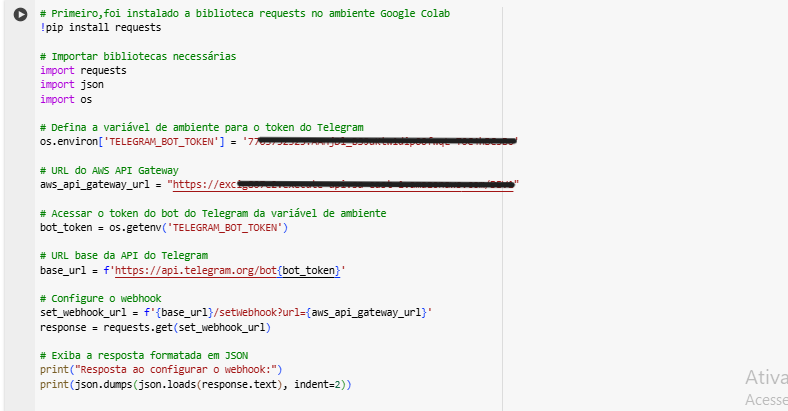 # Primeiro,foi instalado a biblioteca requests no ambiente Google Colab
!pip install requests
# Importar bibliotecas necessárias
import requests
import json
import os
# Defina a variável de ambiente para o token do Telegram
os.environ['TELEGRAM_BOT_TOKEN'] = '
# URL do AWS API Gateway
aws_api_gateway_url = "https://exc
# Acessar o token do bot do Telegram da variável de ambiente
bot_token = os.getenv('TELEGRAM_BOT_TOKEN')
# URL base da API do Telegram
base_url = f'https://api.telegram.org/bot{bot_token}'
# Configure o webhook
set_webhook_url = f'{base_url}/setWebhook?url={aws_api_gateway_url}'
response = requests.get(set_webhook_url)
# Exiba a resposta formatada em JSON
print("Resposta ao configurar o webhook:")
print(json.dumps(json.loads(response.text), indent=2))
Ativa
Acesse